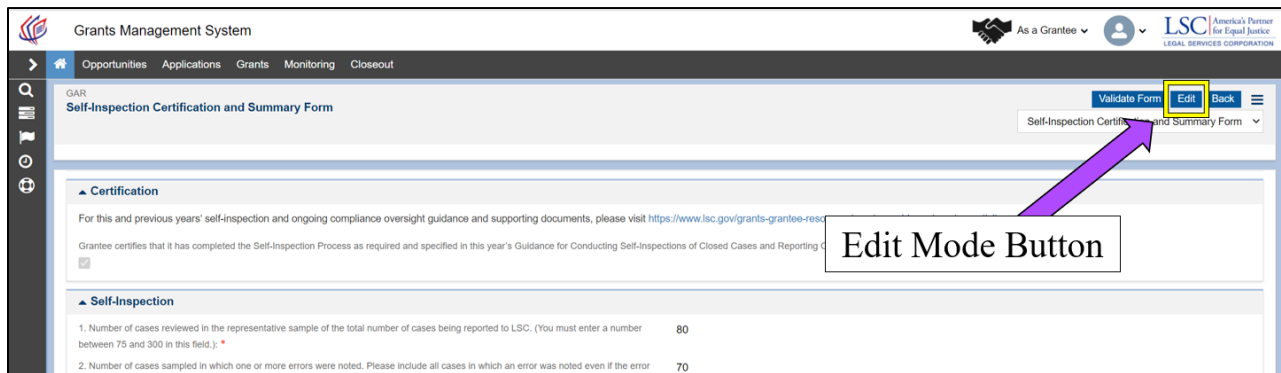 Grants Management System
As a Grantee
LSC America's Partner
for Equal Justice
LEGAL SERVICES CORPORATION
Opportunities Applications Grants Monitoring Closeout
GAR
Self-Inspection Certification and Summary Form
Validate Form Edit Back
Self-Inspection Certification and Summary Form
Certification
For this and previous years' self-inspection and ongoing compliance oversight guidance and supporting documents, please visit https://www.lsc.gov/grants-grantee-reso
Grantee certifies that it has completed the Self-Inspection Process as required and specified in this year's Guidance for Conducting Self-Inspections of Closed Cases and Reporting
Edit Mode Button
Self-Inspection
1. Number of cases reviewed in the representative sample of the total number of cases being reported to LSC. (You must enter a number 80
between 75 and 300 in this field.): *
2. Number of cases sampled in which one or more errors were noted. Please include all cases in which an error was noted even if the error 70